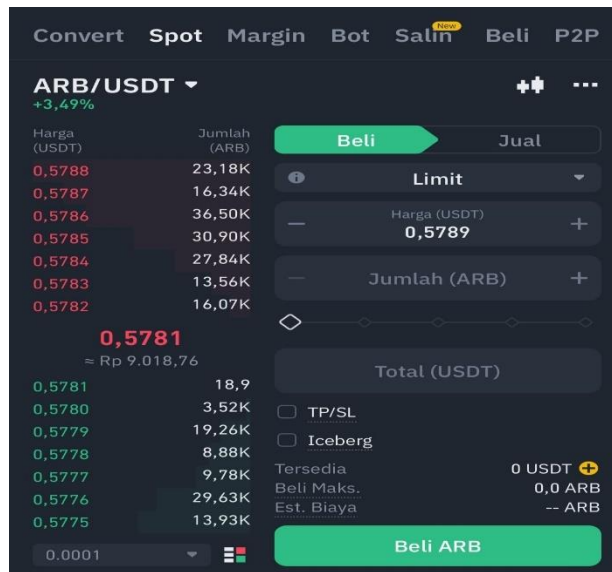 Convert Spot Margin Bot Salin New Beli P2P
ARB/USDT
+3,49%
Harga (USDT) Jumlah (ARB)
0,5788 23,18K
0,5787 16,34K
0,5786 36,50K
0,5785 30,90K
0,5784 27,84K
0,5783 13,56K
0,5782 16,07K
0,5781
≈ Rp 9.018,76
0,5781 18,9
0,5780 3,52K
0,5779 19,26K
0,5778 8,88K
0,5777 9,78K
0,5776 29,63K
0,5775 13,93K
0.0001
Beli Jual
Limit
Harga (USDT)
0,5789
Jumlah (ARB)
Total (USDT)
TP/SL
Iceberg
Tersedia 0 USDT
Beli Maks. 0,0 ARB
Est. Biaya -- ARB
Beli ARB